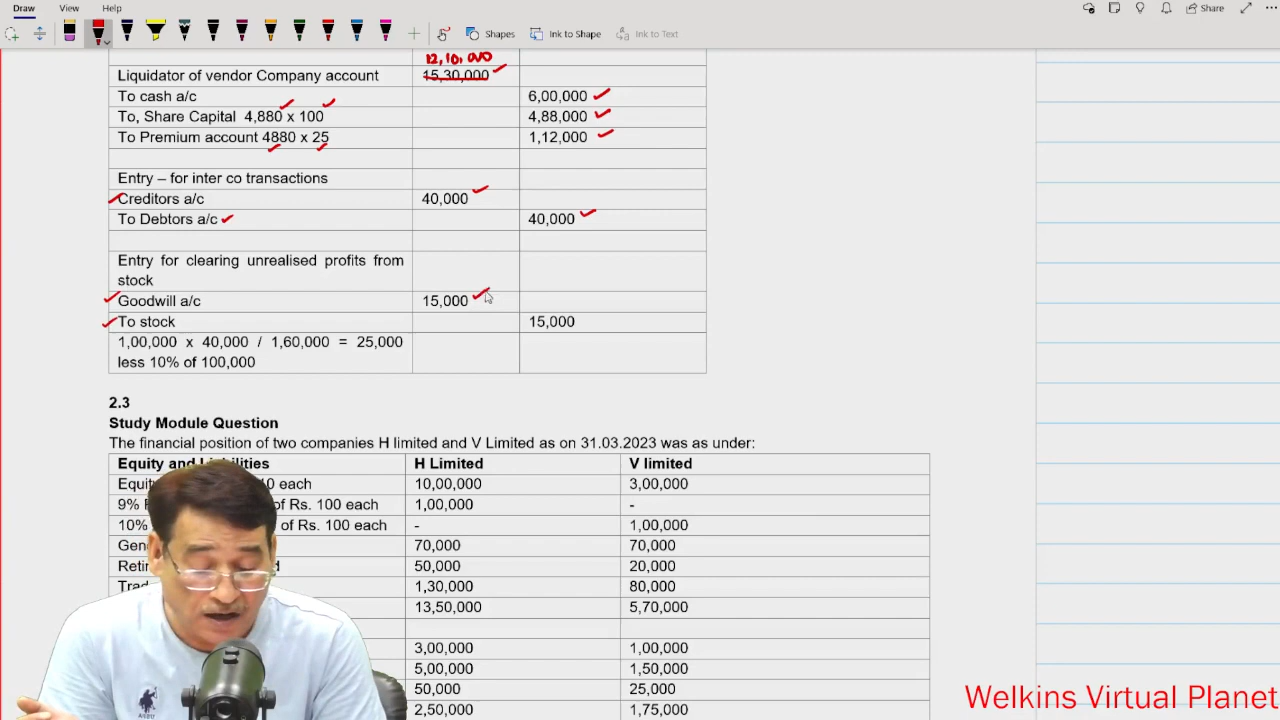 Draw View Help Share
Shapes Ink to Shape Ink to Text
12,10,000
Liquidator of vendor Company account 15,30,000
To cash a/c 6,00,000
To, Share Capital 4,880 x 100 4,88,000
To Premium account 4880 x 25 1,12,000
Entry – for inter co transactions
Creditors a/c 40,000
To Debtors a/c 40,000
Entry for clearing unrealised profits from
stock
Goodwill a/c 15,000
To stock 15,000
1,00,000 x 40,000 / 1,60,000 = 25,000
less 10% of 100,000
2.3
Study Module Question
The financial position of two companies H limited and V Limited as on 31.03.2023 was as under:
Equity and H Limited V limited
each 10,00,000 3,00,000
9% of Rs. 100 each 1,00,000 -
10% of Rs. 100 each - 1,00,000
70,000 70,000
50,000 20,000
1,30,000 80,000
13,50,000 5,70,000
3,00,000 1,00,000
5,00,000 1,50,000
50,000 25,000
2,50,000 1,75,000
Welkins Virtual Planet